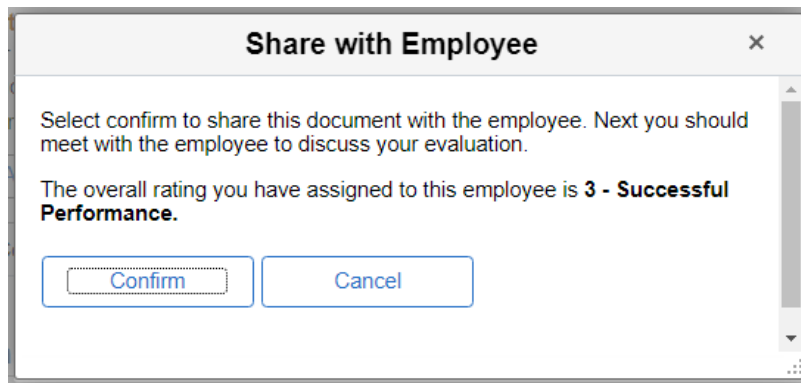 Share with Employee
×
Select confirm to share this document with the employee. Next you should
meet with the employee to discuss your evaluation.
The overall rating you have assigned to this employee is 3 - Successful
Performance.
Confirm
Cancel